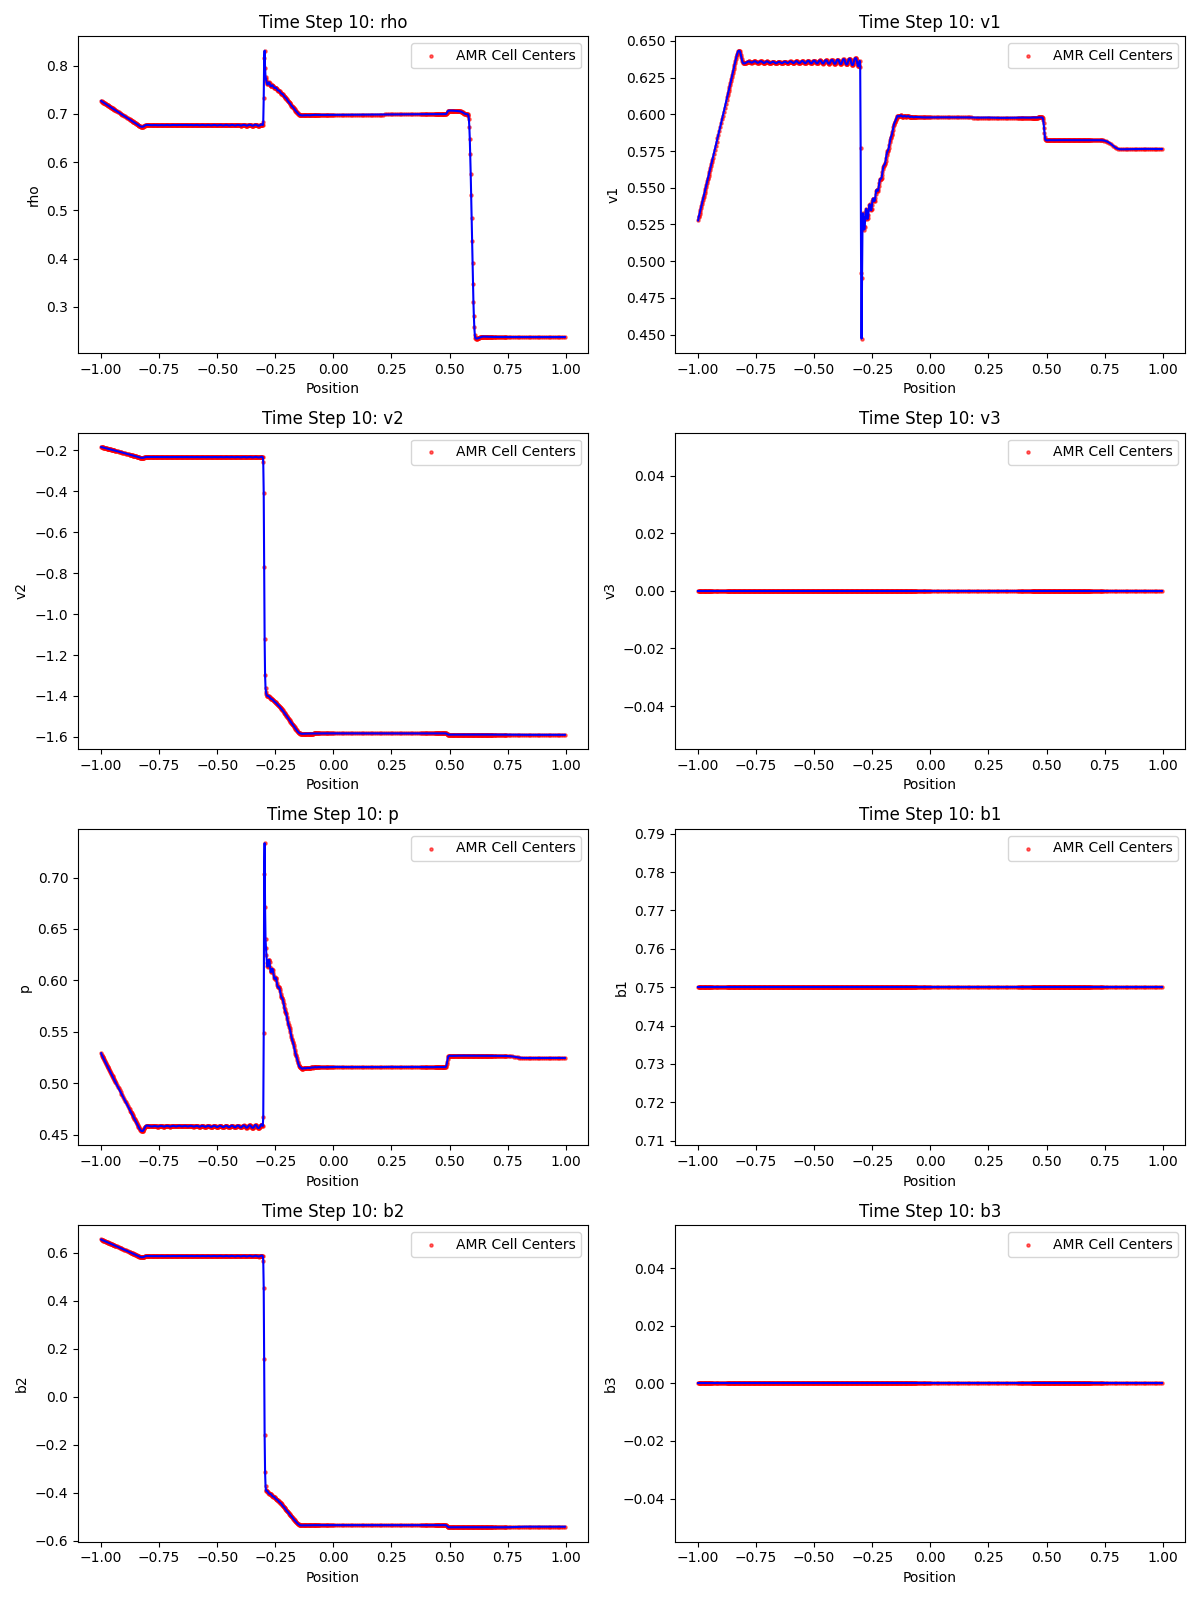 Time Step 10: rho
AMR Cell Centers
rho
0.8
0.7
0.6
0.5
0.4
0.3
−1.00 −0.75 −0.50 −0.25 0.00 0.25 0.50 0.75 1.00
Position
Time Step 10: v1
AMR Cell Centers
v1
0.650
0.625
0.600
0.575
0.550
0.525
0.500
0.475
0.450
−1.00 −0.75 −0.50 −0.25 0.00 0.25 0.50 0.75 1.00
Position
Time Step 10: v2
AMR Cell Centers
v2
−0.2
−0.4
−0.6
−0.8
−1.0
−1.2
−1.4
−1.6
−1.00 −0.75 −0.50 −0.25 0.00 0.25 0.50 0.75 1.00
Position
Time Step 10: v3
AMR Cell Centers
v3
0.04
0.02
0.00
−0.02
−0.04
−1.00 −0.75 −0.50 −0.25 0.00 0.25 0.50 0.75 1.00
Position
Time Step 10: p
AMR Cell Centers
p
0.70
0.65
0.60
0.55
0.50
0.45
−1.00 −0.75 −0.50 −0.25 0.00 0.25 0.50 0.75 1.00
Position
Time Step 10: b1
AMR Cell Centers
b1
0.79
0.78
0.77
0.76
0.75
0.74
0.73
0.72
0.71
−1.00 −0.75 −0.50 −0.25 0.00 0.25 0.50 0.75 1.00
Position
Time Step 10: b2
AMR Cell Centers
b2
0.6
0.4
0.2
0.0
−0.2
−0.4
−0.6
−1.00 −0.75 −0.50 −0.25 0.00 0.25 0.50 0.75 1.00
Position
Time Step 10: b3
AMR Cell Centers
b3
0.04
0.02
0.00
−0.02
−0.04
−1.00 −0.75 −0.50 −0.25 0.00 0.25 0.50 0.75 1.00
Position